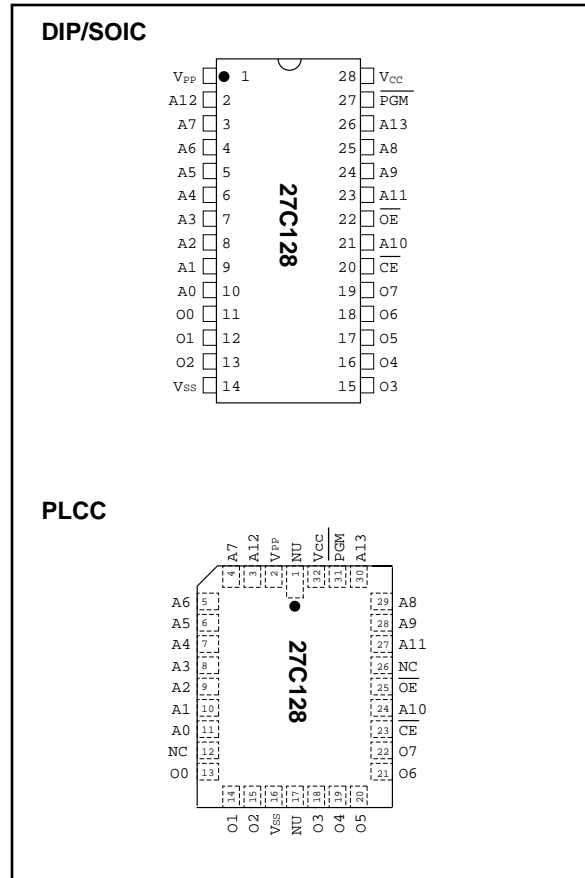 DIP/SOIC
VPP 1 28 VCC
A12 2 27 PGM
A7 3 26 A13
A6 4 25 A8
A5 5 24 A9
A4 6 23 A11
A3 7 22 OE
A2 8 21 A10
A1 9 20 CE
A0 10 19 O7
O0 11 18 O6
O1 12 17 O5
O2 13 16 O4
VSS 14 15 O3
27C128
PLCC
A7 A12 VPP NU VCC PGM A13
4 3 2 1 32 31 30
A6 5 29 A8
A5 6 28 A9
A4 7 27 A11
A3 8 26 NC
A2 9 25 OE
A1 10 24 A10
A0 11 23 CE
NC 12 22 O7
O0 13 21 O6
27C128
14 15 16 17 18 19 20
O1 O2 VSS NU O3 O4 O5